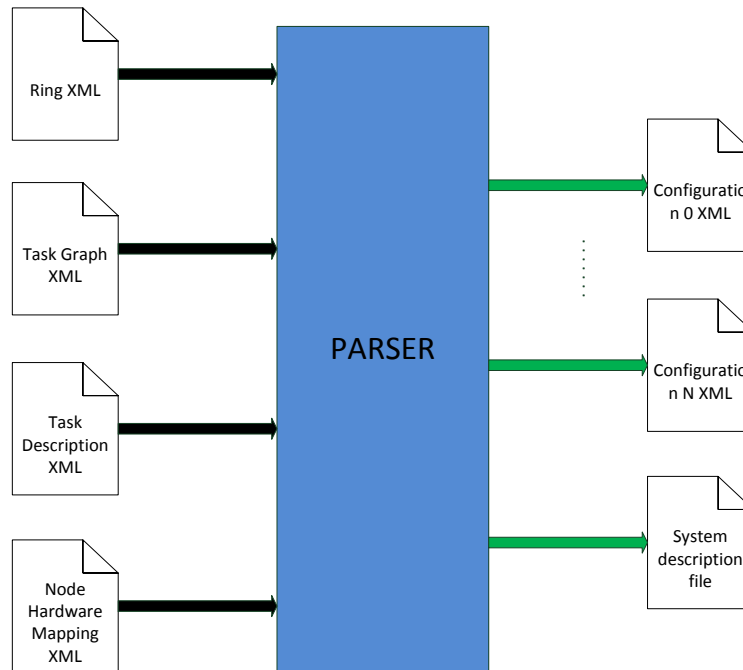 Ring XML
Task Graph
XML
Task
Description
XML
Node
Hardware
Mapping
XML
PARSER
Configuratio
n 0 XML
Configuratio
n N XML
System
description
file